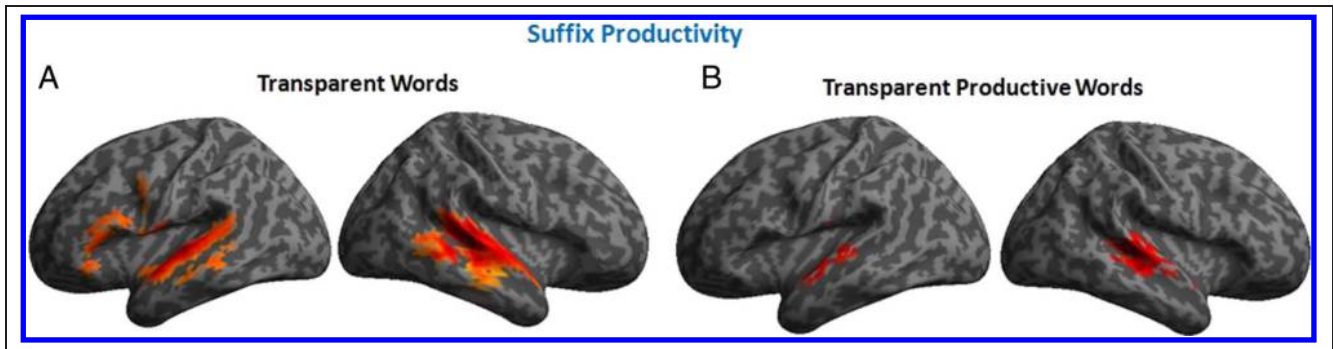 Suffix Productivity
A
Transparent Words
B
Transparent Productive Words